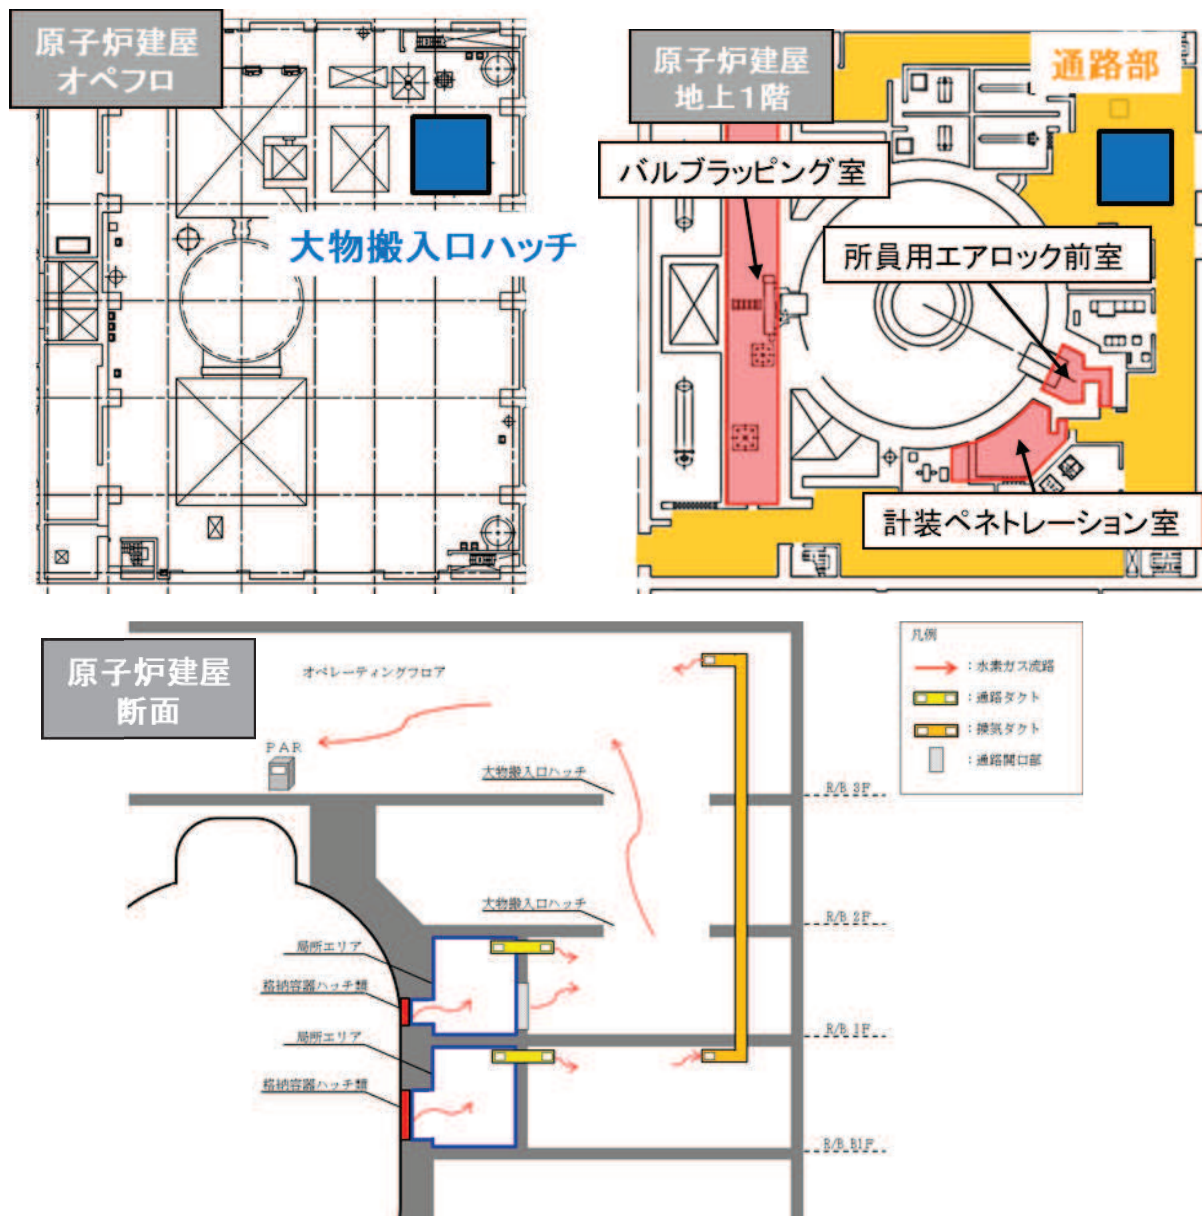 原子炉建屋
オペフロ
大物搬入口ハッチ
原子炉建屋
地上1階
通路部
バルブラッピング室
所員用エアロック前室
計装ペネトレーション室
原子炉建屋
断面
オペレーティングフロア
PAR
大物搬入口ハッチ
R/B 3F
大物搬入口ハッチ
R/B 2F
局所エリア
格納容器ハッチ類
R/B 1F
局所エリア
格納容器ハッチ類
R/B B1F
凡例
：水素ガス流路
：通路ダクト
：換気ダクト
：通路開口部